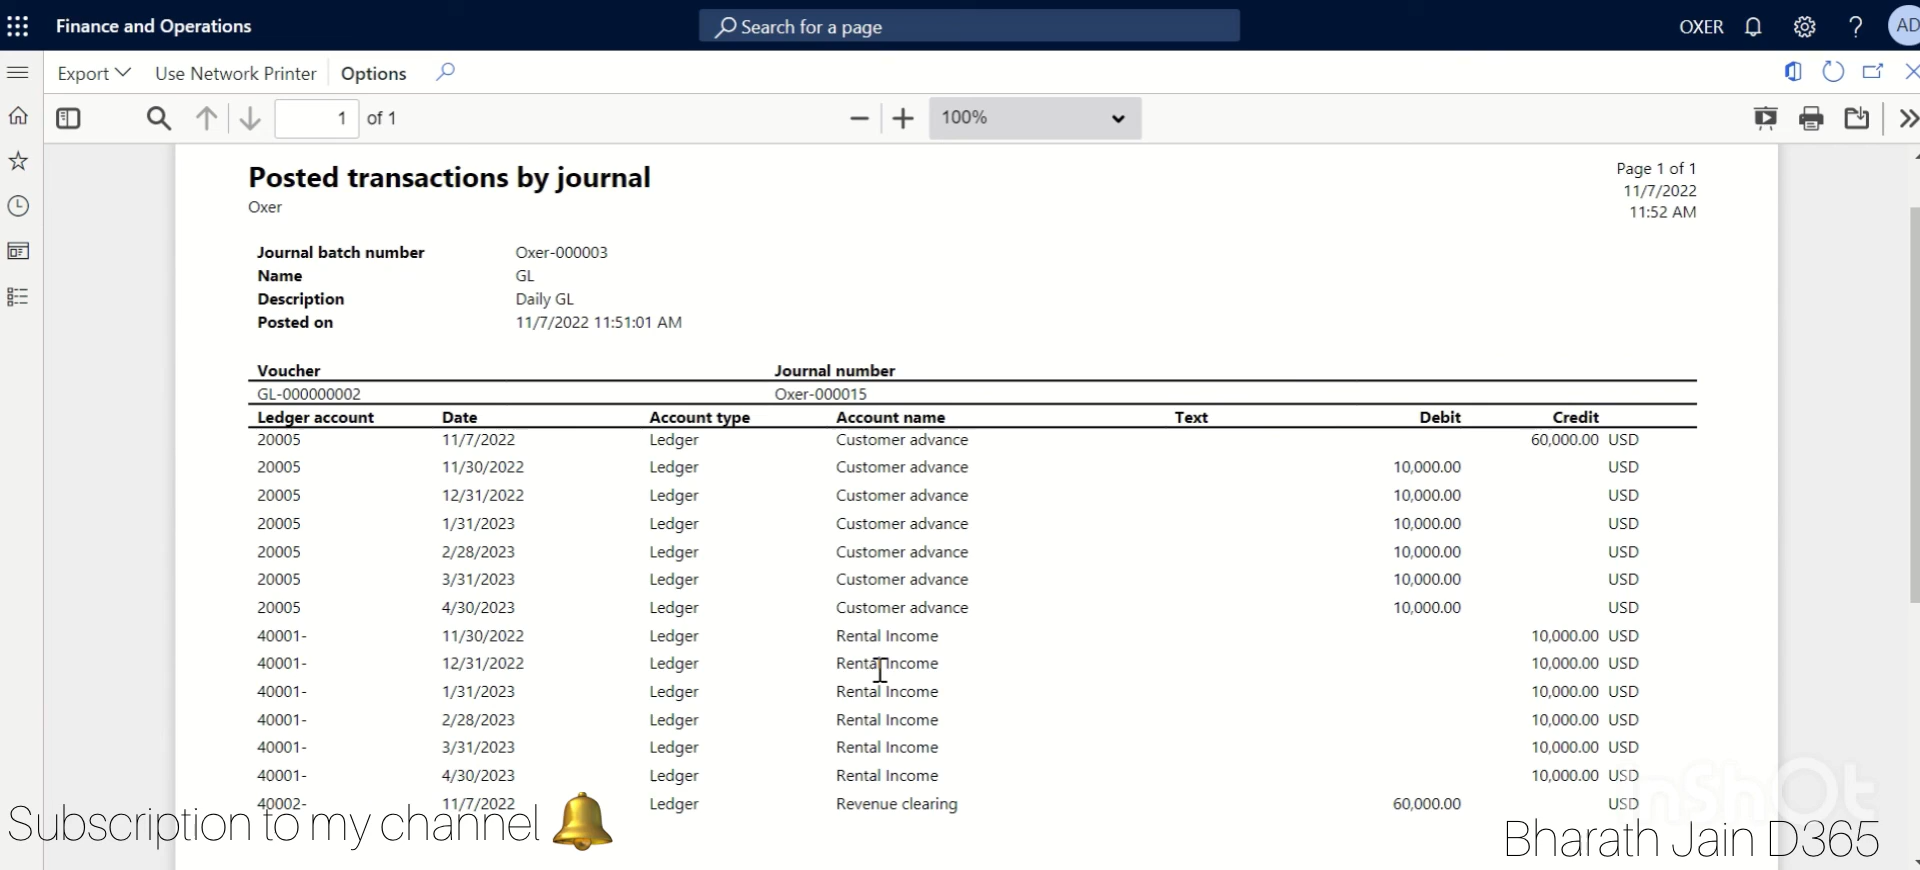 Finance and Operations
Search for a page
OXER
AD
Export
Use Network Printer
Options
1 of 1
100%
Posted transactions by journal
Oxer
Page 1 of 1
11/7/2022
11:52 AM
Journal batch number Oxer-000003
Name GL
Description Daily GL
Posted on 11/7/2022 11:51:01 AM
Voucher Journal number
GL-000000002 Oxer-000015
Ledger account Date Account type Account name Text Debit Credit
20005 11/7/2022 Ledger Customer advance 60,000.00 USD
20005 11/30/2022 Ledger Customer advance 10,000.00 USD
20005 12/31/2022 Ledger Customer advance 10,000.00 USD
20005 1/31/2023 Ledger Customer advance 10,000.00 USD
20005 2/28/2023 Ledger Customer advance 10,000.00 USD
20005 3/31/2023 Ledger Customer advance 10,000.00 USD
20005 4/30/2023 Ledger Customer advance 10,000.00 USD
40001- 11/30/2022 Ledger Rental Income 10,000.00 USD
40001- 12/31/2022 Ledger Rental Income 10,000.00 USD
40001- 1/31/2023 Ledger Rental Income 10,000.00 USD
40001- 2/28/2023 Ledger Rental Income 10,000.00 USD
40001- 3/31/2023 Ledger Rental Income 10,000.00 USD
40001- 4/30/2023 Ledger Rental Income 10,000.00 USD
40002- 11/7/2022 Ledger Revenue clearing 60,000.00 USD
InShOt
Subscription to my channel
Bharath Jain D365